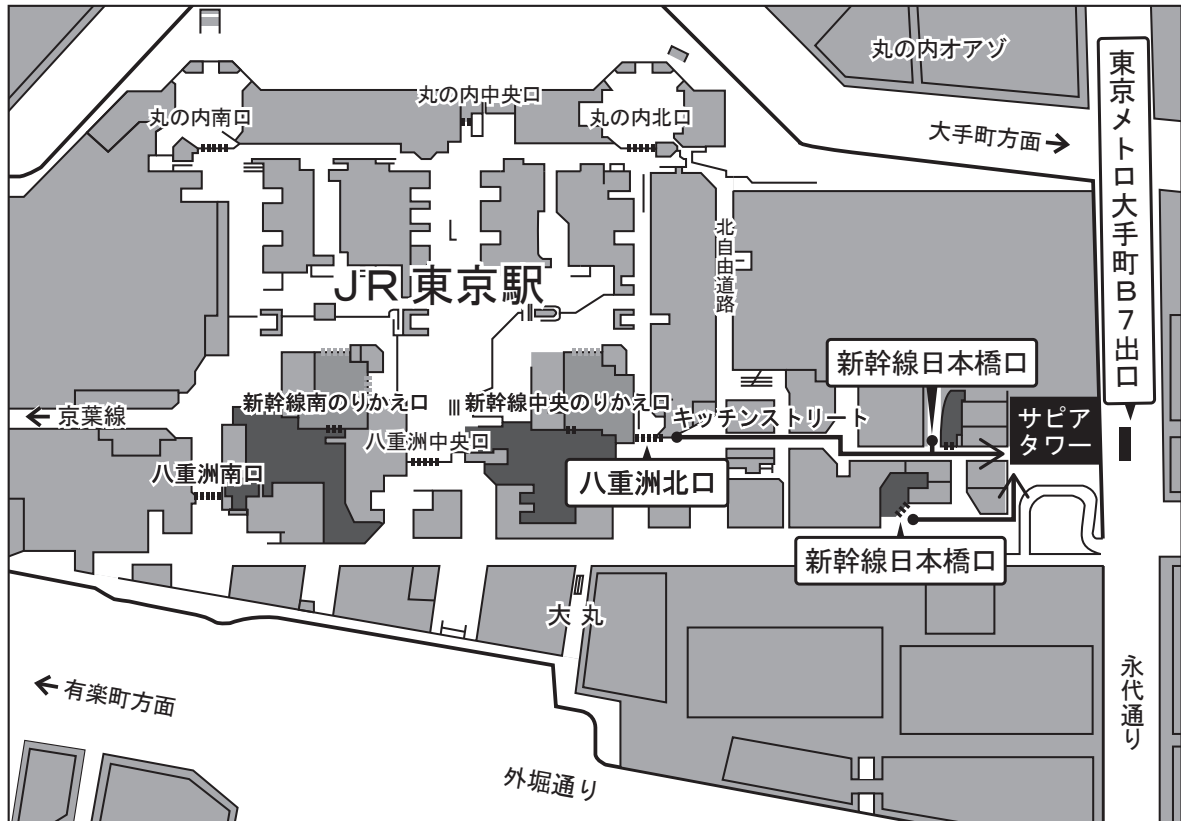 丸の内オアゾ
東京メトロ大手町B7出口
丸の内中央口
丸の内南口
丸の内北口
大手町方面→
北自由道路
JR東京駅
新幹線日本橋口
←京葉線
新幹線南のりかえ口
新幹線中央のりかえ口
キッチンストリート
サピア
タワー
八重洲中央口
八重洲南口
八重洲北口
新幹線日本橋口
大丸
永代通り
←有楽町方面
外堀通り